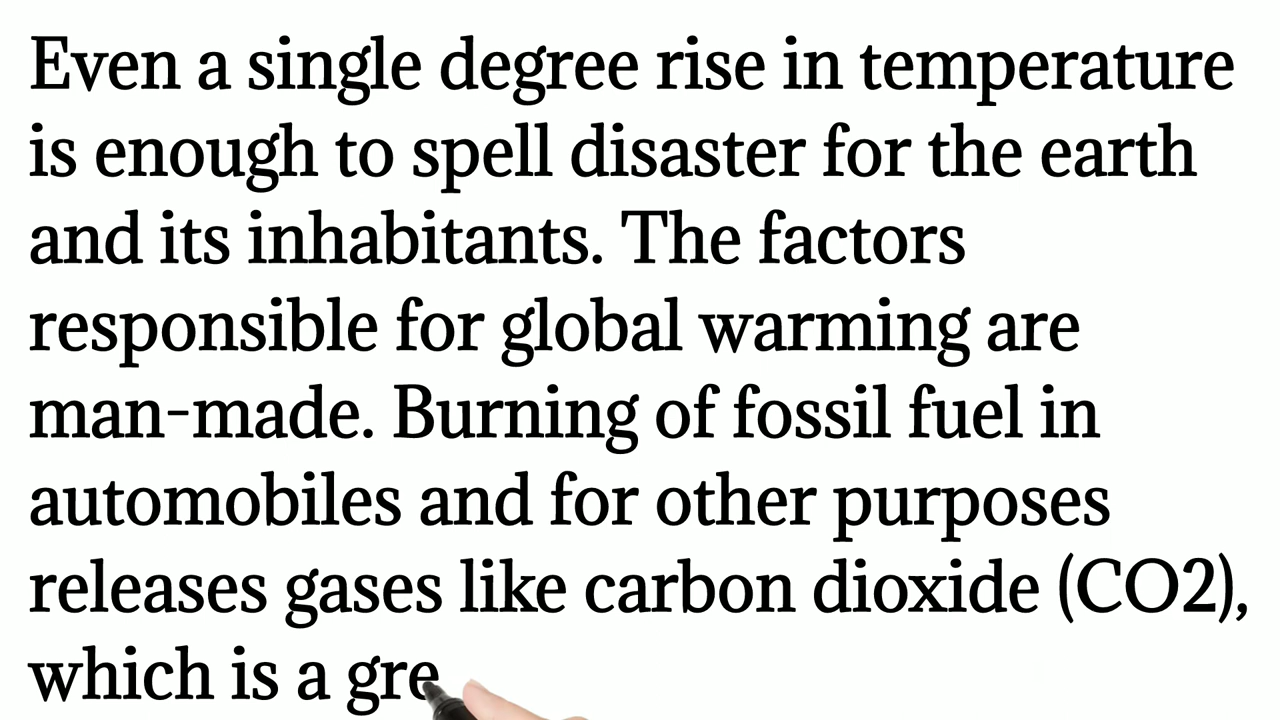 Even a single degree rise in temperature
is enough to spell disaster for the earth
and its inhabitants. The factors
responsible for global warming are
man-made. Burning of fossil fuel in
automobiles and for other purposes
releases gases like carbon dioxide (CO2),
which is a gre